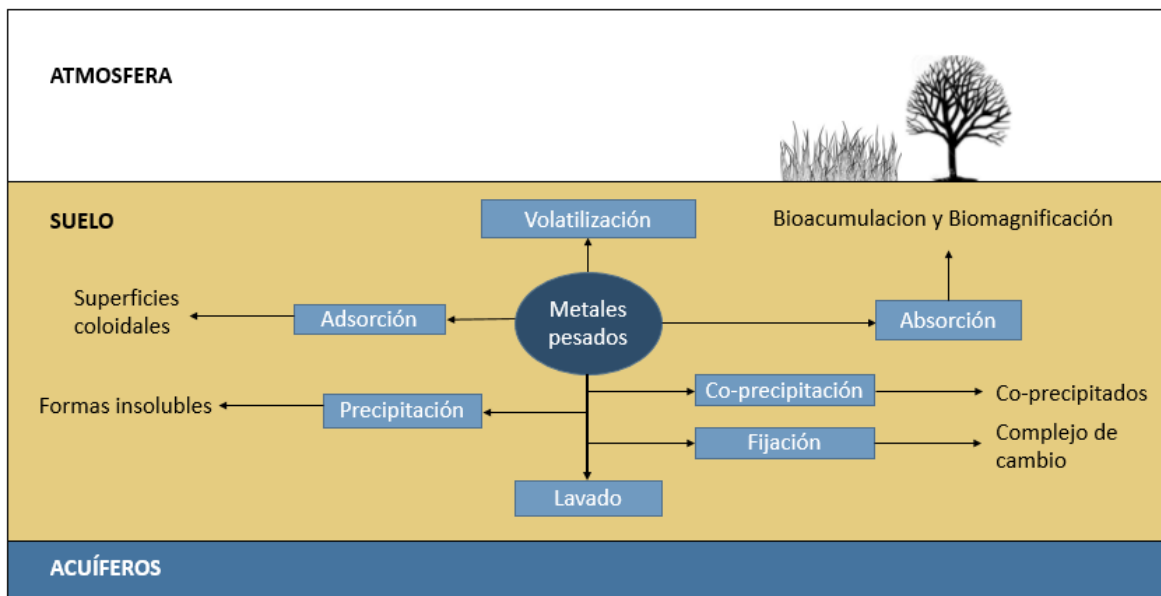 ATMOSFERA
SUELO
Volatilización
Bioacumulacion y Biomagnificación
Superficies
coloidales
Adsorción
Metales
pesados
Absorción
Formas insolubles
Precipitación
Co-precipitación
Co-precipitados
Fijación
Complejo de
cambio
Lavado
ACUÍFEROS